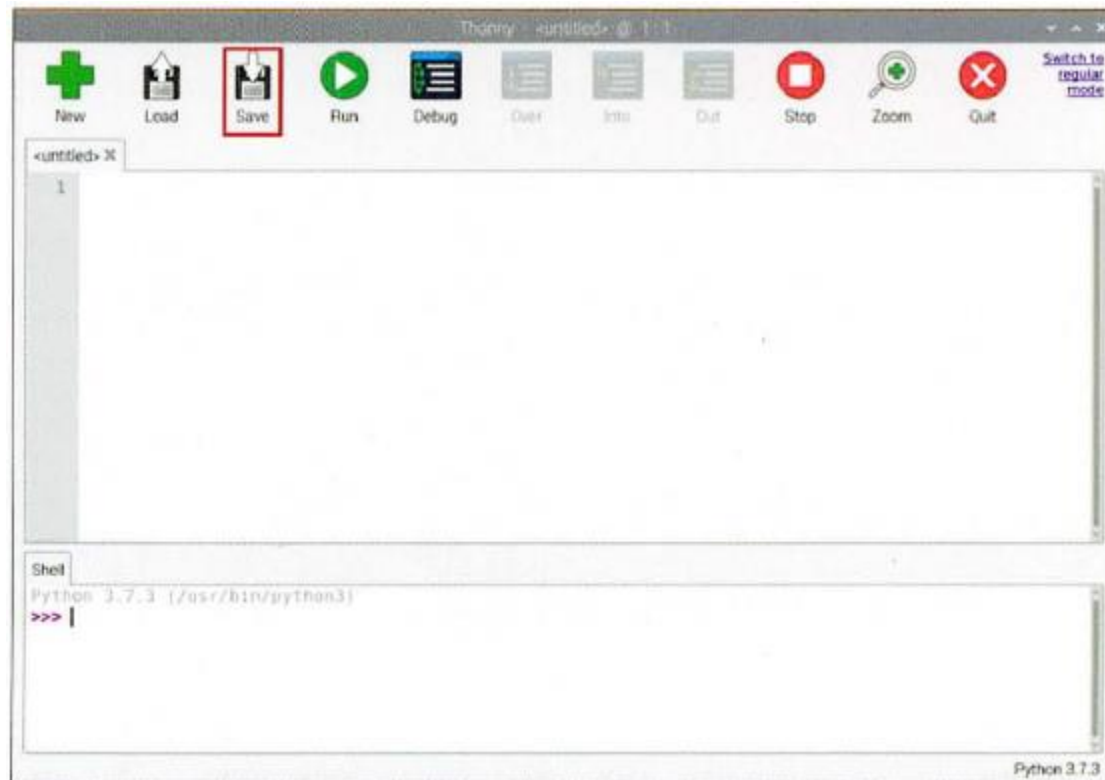 Thonny - <untitled> @ 1:1
New Load Save Run Debug Over Into Out Stop Zoom Quit
Switch to
regular
mode
<untitled>
1
Shell
Python 3.7.3 (/usr/bin/python3)
>>>
Python 3.7.3